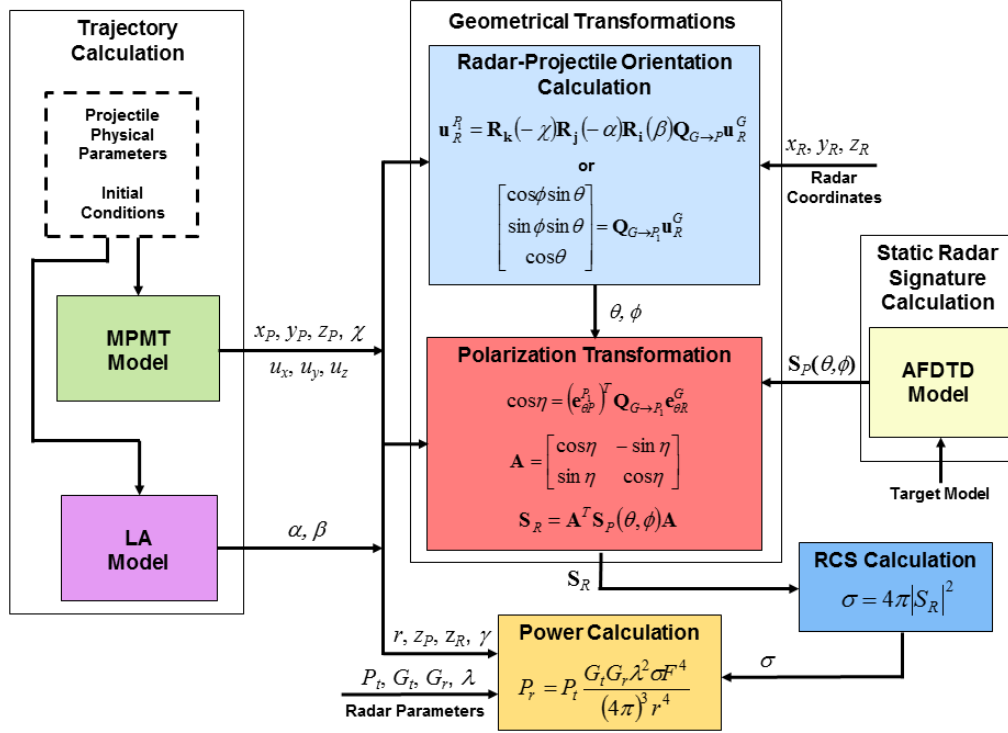 Trajectory
Calculation
Projectile
Physical
Parameters
Initial
Conditions
MPMT
Model
LA
Model
x_P, y_P, z_P, χ
u_x, u_y, u_z
α, β
Geometrical Transformations
Radar-Projectile Orientation
Calculation
u_R^{P_1} = R_k(−χ)R_j(−α)R_i(β)Q_{G→P}u_R^G
or
[cosϕ sinθ
sinϕ sinθ
cosθ] = Q_{G→P_1}u_R^G
x_R, y_R, z_R
Radar
Coordinates
θ, ϕ
Polarization Transformation
cosη = (e_{θP}^{P_1})^T Q_{G→P_1} e_{θR}^G
A = [cosη −sinη
sinη cosη]
S_R = A^T S_P(θ,ϕ)A
Static Radar
Signature
Calculation
S_P(θ,ϕ)
AFDTD
Model
Target Model
S_R
RCS Calculation
σ = 4π|S_R|^2
σ
r, z_P, z_R, γ
P_t, G_t, G_r, λ
Radar Parameters
Power Calculation
P_r = P_t \frac{G_t G_r λ^2 σF^4}{(4π)^3 r^4}